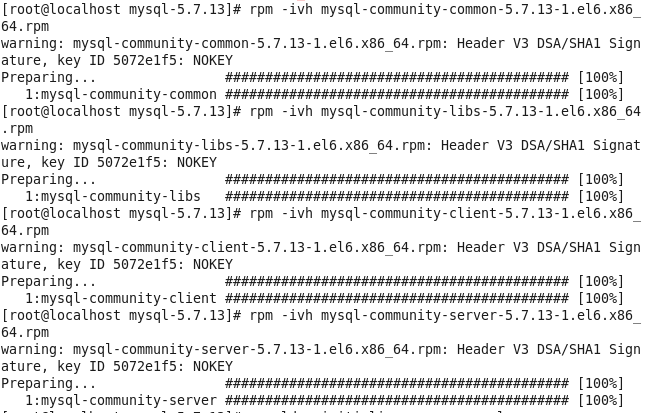 [root@localhost mysql-5.7.13]# rpm -ivh mysql-community-common-5.7.13-1.el6.x86_
64.rpm
warning: mysql-community-common-5.7.13-1.el6.x86_64.rpm: Header V3 DSA/SHA1 Sign
ature, key ID 5072e1f5: NOKEY
Preparing...                ########################################### [100%]
   1:mysql-community-common ########################################### [100%]
[root@localhost mysql-5.7.13]# rpm -ivh mysql-community-libs-5.7.13-1.el6.x86_64
.rpm
warning: mysql-community-libs-5.7.13-1.el6.x86_64.rpm: Header V3 DSA/SHA1 Signat
ure, key ID 5072e1f5: NOKEY
Preparing...                ########################################### [100%]
   1:mysql-community-libs   ########################################### [100%]
[root@localhost mysql-5.7.13]# rpm -ivh mysql-community-client-5.7.13-1.el6.x86_
64.rpm
warning: mysql-community-client-5.7.13-1.el6.x86_64.rpm: Header V3 DSA/SHA1 Sign
ature, key ID 5072e1f5: NOKEY
Preparing...                ########################################### [100%]
   1:mysql-community-client ########################################### [100%]
[root@localhost mysql-5.7.13]# rpm -ivh mysql-community-server-5.7.13-1.el6.x86_
64.rpm
warning: mysql-community-server-5.7.13-1.el6.x86_64.rpm: Header V3 DSA/SHA1 Sign
ature, key ID 5072e1f5: NOKEY
Preparing...                ########################################### [100%]
   1:mysql-community-server ########################################### [100%]